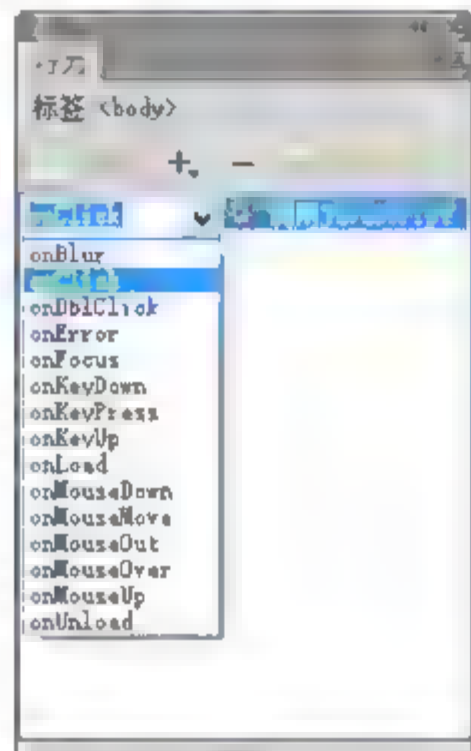 标签 <body>
onBlur
onDblClick
onError
onFocus
onKeyDown
onKeyPress
onKeyUp
onLoad
onMouseDown
onMouseMove
onMouseOut
onMouseOver
onMouseUp
onUnload